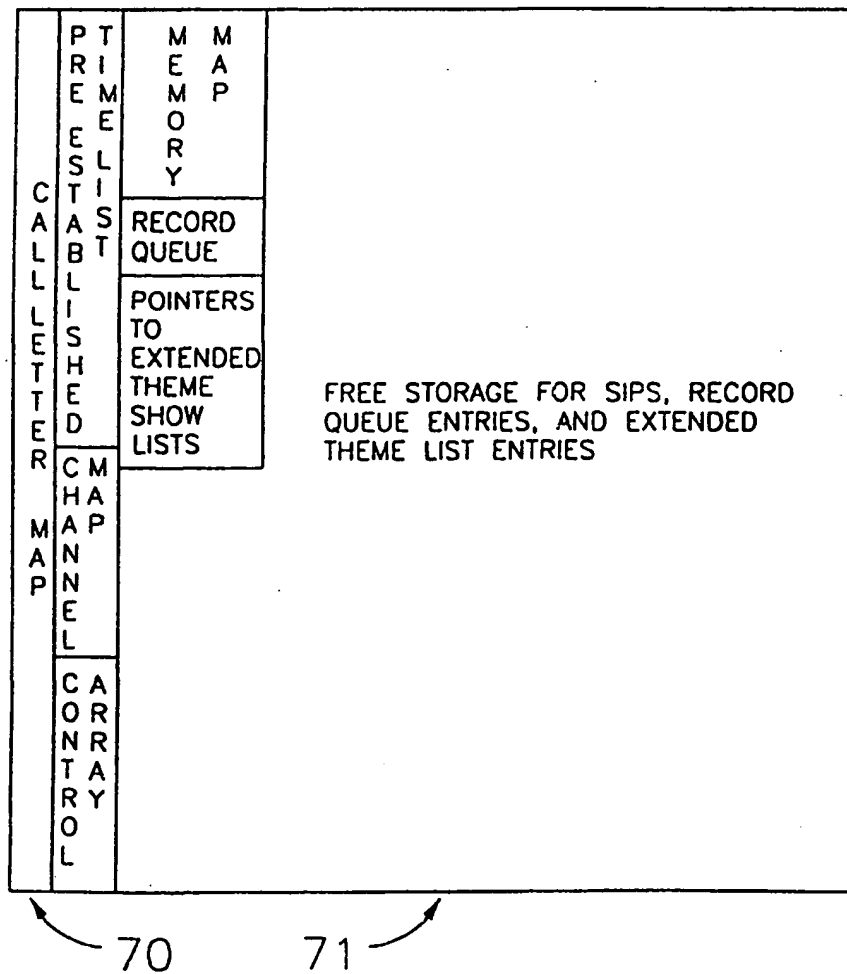 CALL LETTER MAP
PRE ESTABLISHED
TIME LIST
CHANNEL
MAP
CONTROL
ARRAY
MEMORY
MAP
RECORD
QUEUE
POINTERS
TO
EXTENDED
THEME
SHOW
LISTS
FREE STORAGE FOR SIPS, RECORD
QUEUE ENTRIES, AND EXTENDED
THEME LIST ENTRIES
70
71